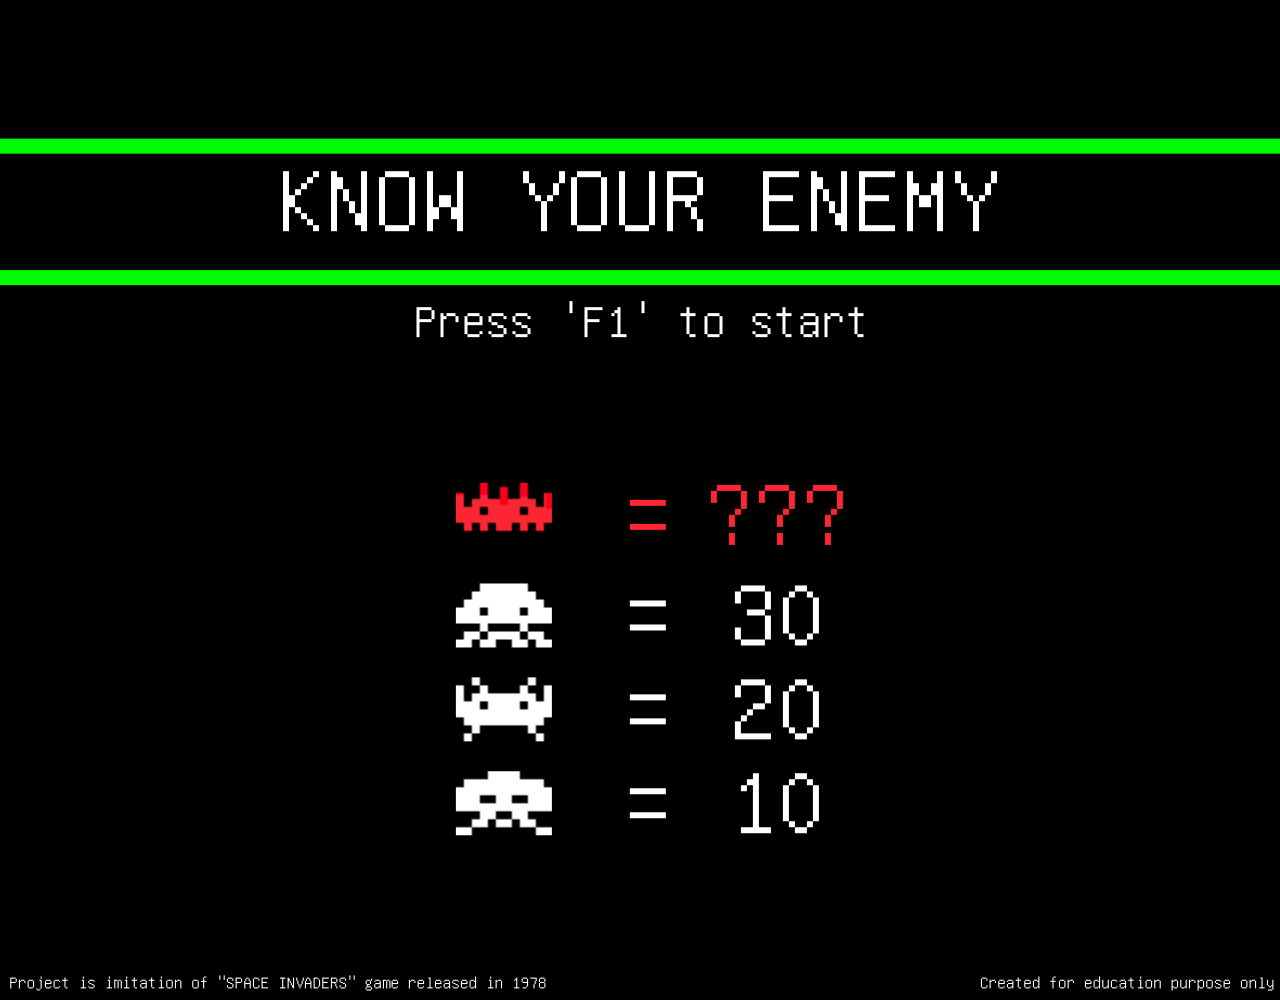 KNOW YOUR ENEMY
Press 'F1' to start
= ???
= 30
= 20
= 10
Project is imitation of "SPACE INVADERS" game released in 1978
Created for education purpose only